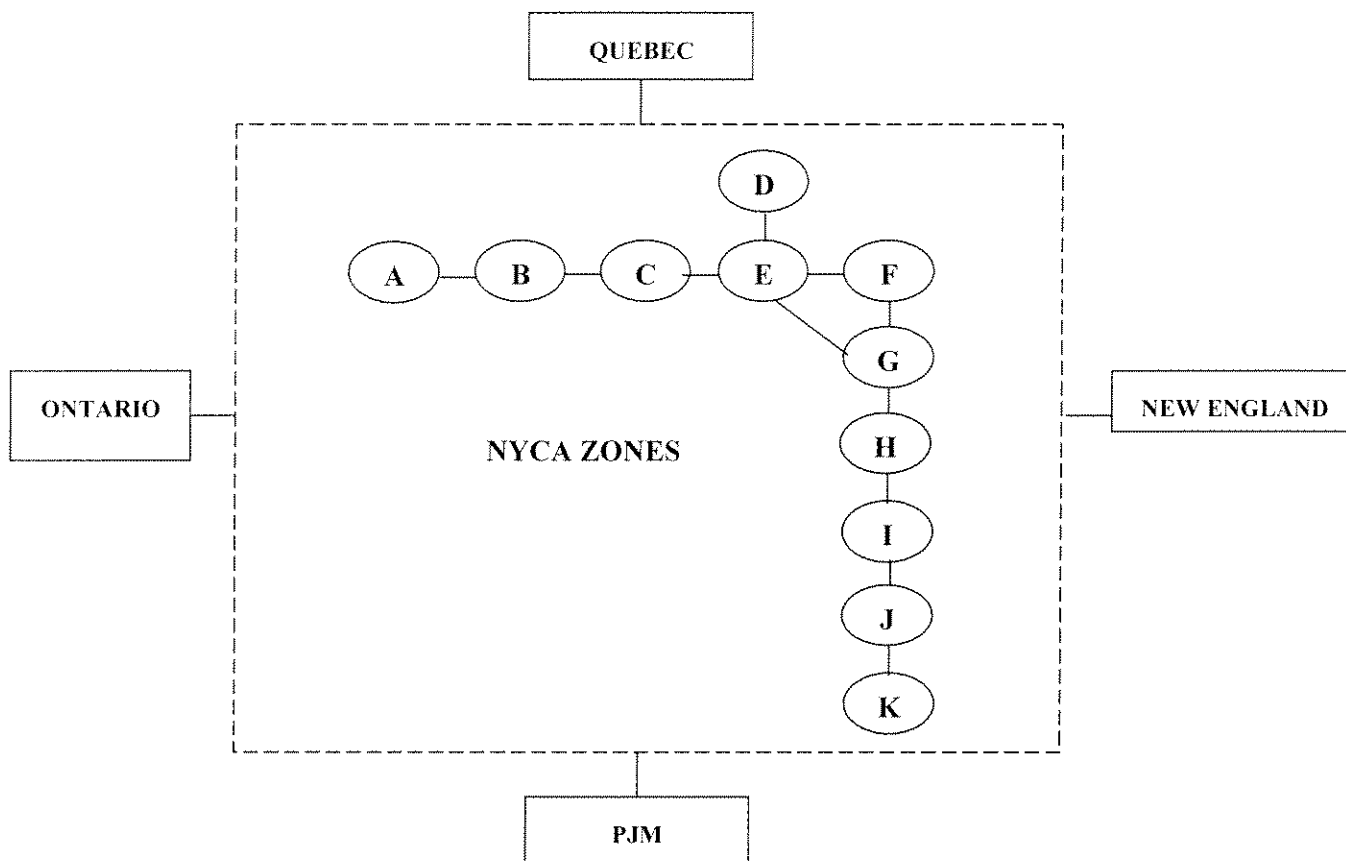 QUEBEC
D
A B C E F
G
ONTARIO
NEW ENGLAND
H
NYCA ZONES
I
J
K
PJM